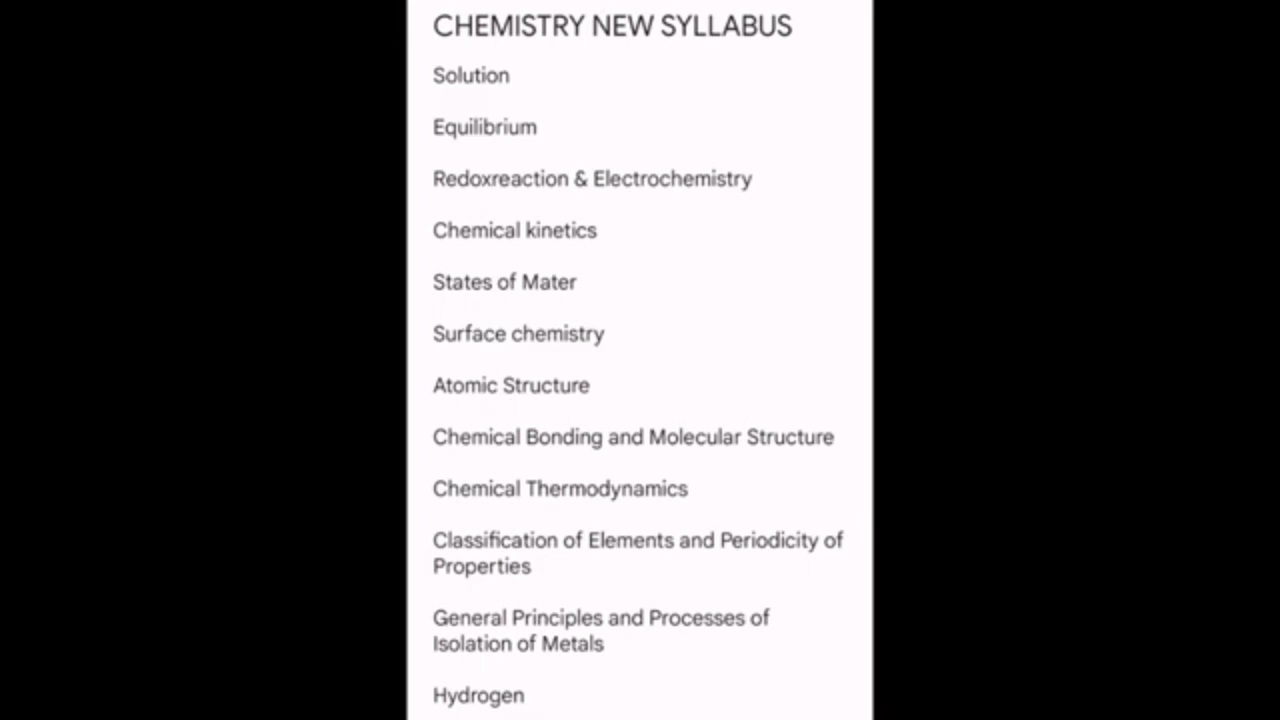 CHEMISTRY NEW SYLLABUS
Solution
Equilibrium
Redoxreaction & Electrochemistry
Chemical kinetics
States of Mater
Surface chemistry
Atomic Structure
Chemical Bonding and Molecular Structure
Chemical Thermodynamics
Classification of Elements and Periodicity of
Properties
General Principles and Processes of
Isolation of Metals
Hydrogen